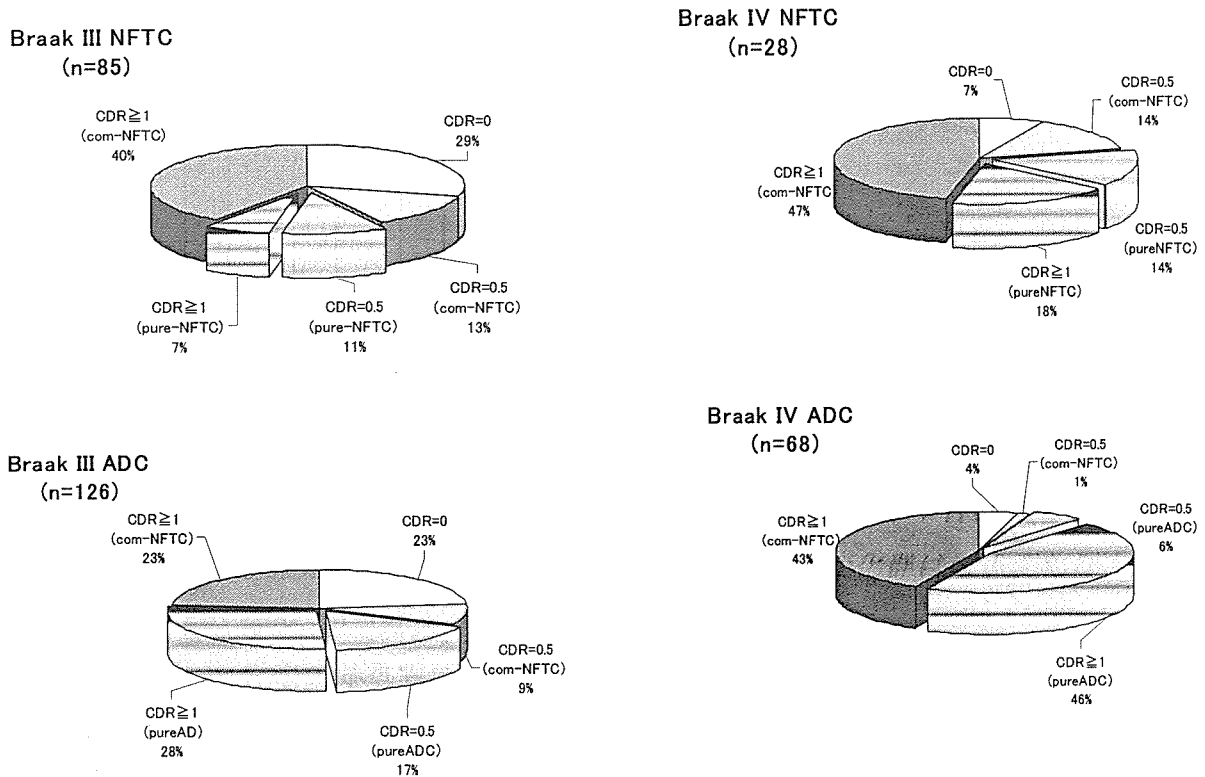 Braak III NFTC
(n=85)
CDR≧1
(com-NFTC)
40%
CDR=0
29%
CDR=0.5
(com-NFTC)
13%
CDR=0.5
(pure-NFTC)
11%
CDR≧1
(pure-NFTC)
7%
Braak IV NFTC
(n=28)
CDR=0
7%
CDR=0.5
(com-NFTC)
14%
CDR=0.5
(pureNFTC)
14%
CDR≧1
(pureNFTC)
18%
CDR≧1
(com-NFTC
47%
Braak III ADC
(n=126)
CDR≧1
(com-NFTC)
23%
CDR=0
23%
CDR=0.5
(com-NFTC)
9%
CDR=0.5
(pureADC)
17%
CDR≧1
(pureAD)
28%
Braak IV ADC
(n=68)
CDR=0
4%
CDR=0.5
(com-NFTC)
1%
CDR=0.5
(pureADC)
6%
CDR≧1
(pureADC)
46%
CDR≧1
(com-NFTC)
43%